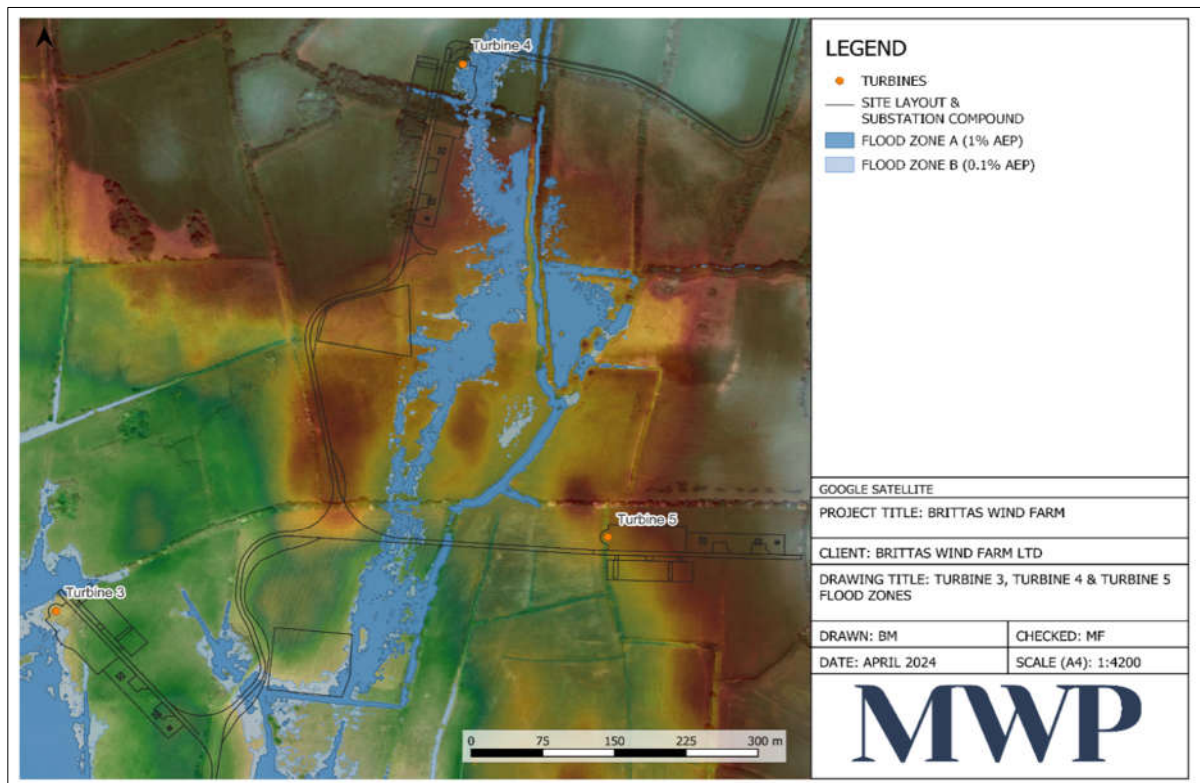 Turbine 4
Turbine 5
Turbine 3
0 75 150 225 300 m
LEGEND
TURBINES
SITE LAYOUT &
SUBSTATION COMPOUND
FLOOD ZONE A (1% AEP)
FLOOD ZONE B (0.1% AEP)
GOOGLE SATELLITE
PROJECT TITLE: BRITTAS WIND FARM
CLIENT: BRITTAS WIND FARM LTD
DRAWING TITLE: TURBINE 3, TURBINE 4 & TURBINE 5
FLOOD ZONES
DRAWN: BM
CHECKED: MF
DATE: APRIL 2024
SCALE (A4): 1:4200
MWP